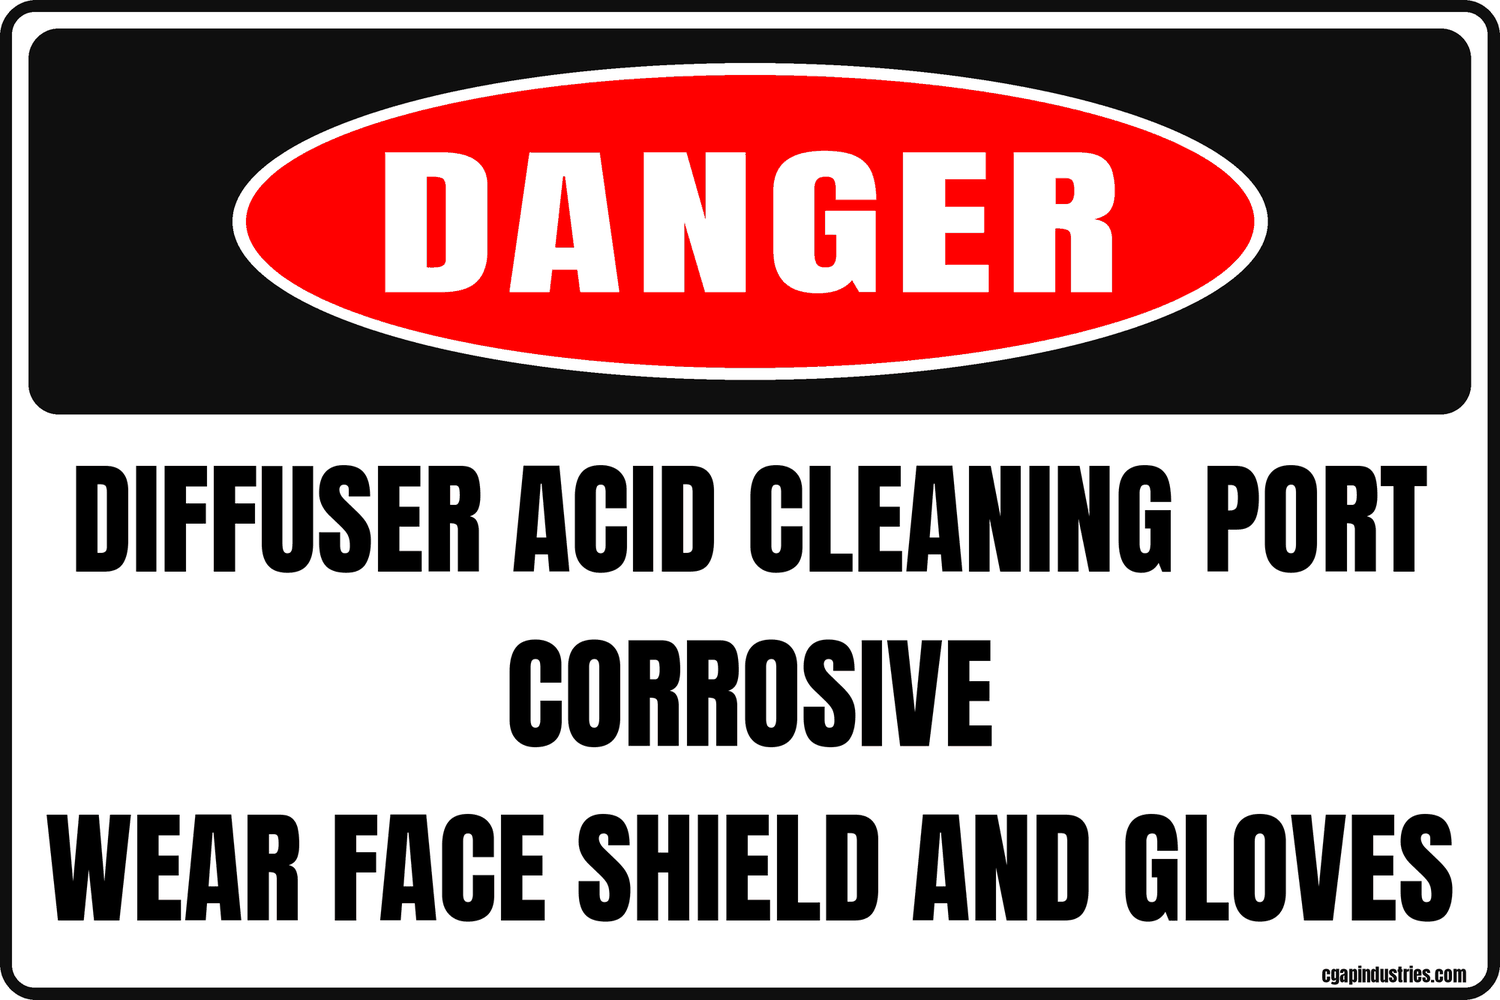 DANGER
DIFFUSER ACID CLEANING PORT
CORROSIVE
WEAR FACE SHIELD AND GLOVES
cgapindustries.com